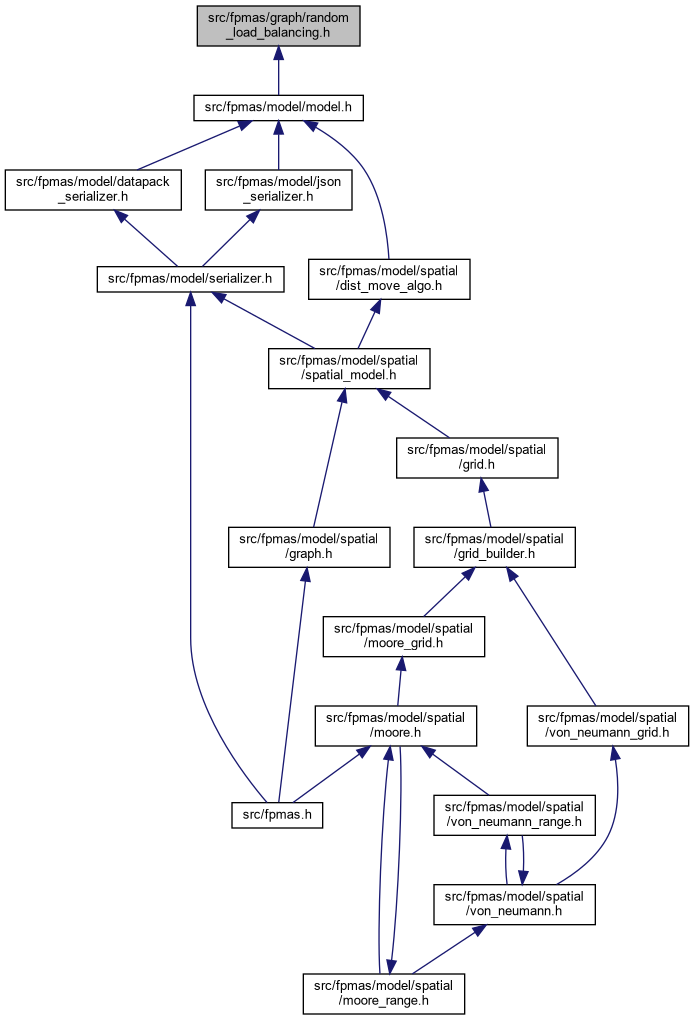 src/fpmas/graph/random
_load_balancing.h
src/fpmas/model/model.h
src/fpmas/model/datapack
_serializer.h
src/fpmas/model/json
_serializer.h
src/fpmas/model/serializer.h
src/fpmas/model/spatial
/dist_move_algo.h
src/fpmas/model/spatial
/spatial_model.h
src/fpmas/model/spatial
/grid.h
src/fpmas/model/spatial
/graph.h
src/fpmas/model/spatial
/grid_builder.h
src/fpmas/model/spatial
/moore_grid.h
src/fpmas/model/spatial
/moore.h
src/fpmas/model/spatial
/von_neumann_grid.h
src/fpmas.h
src/fpmas/model/spatial
/von_neumann_range.h
src/fpmas/model/spatial
/von_neumann.h
src/fpmas/model/spatial
/moore_range.h